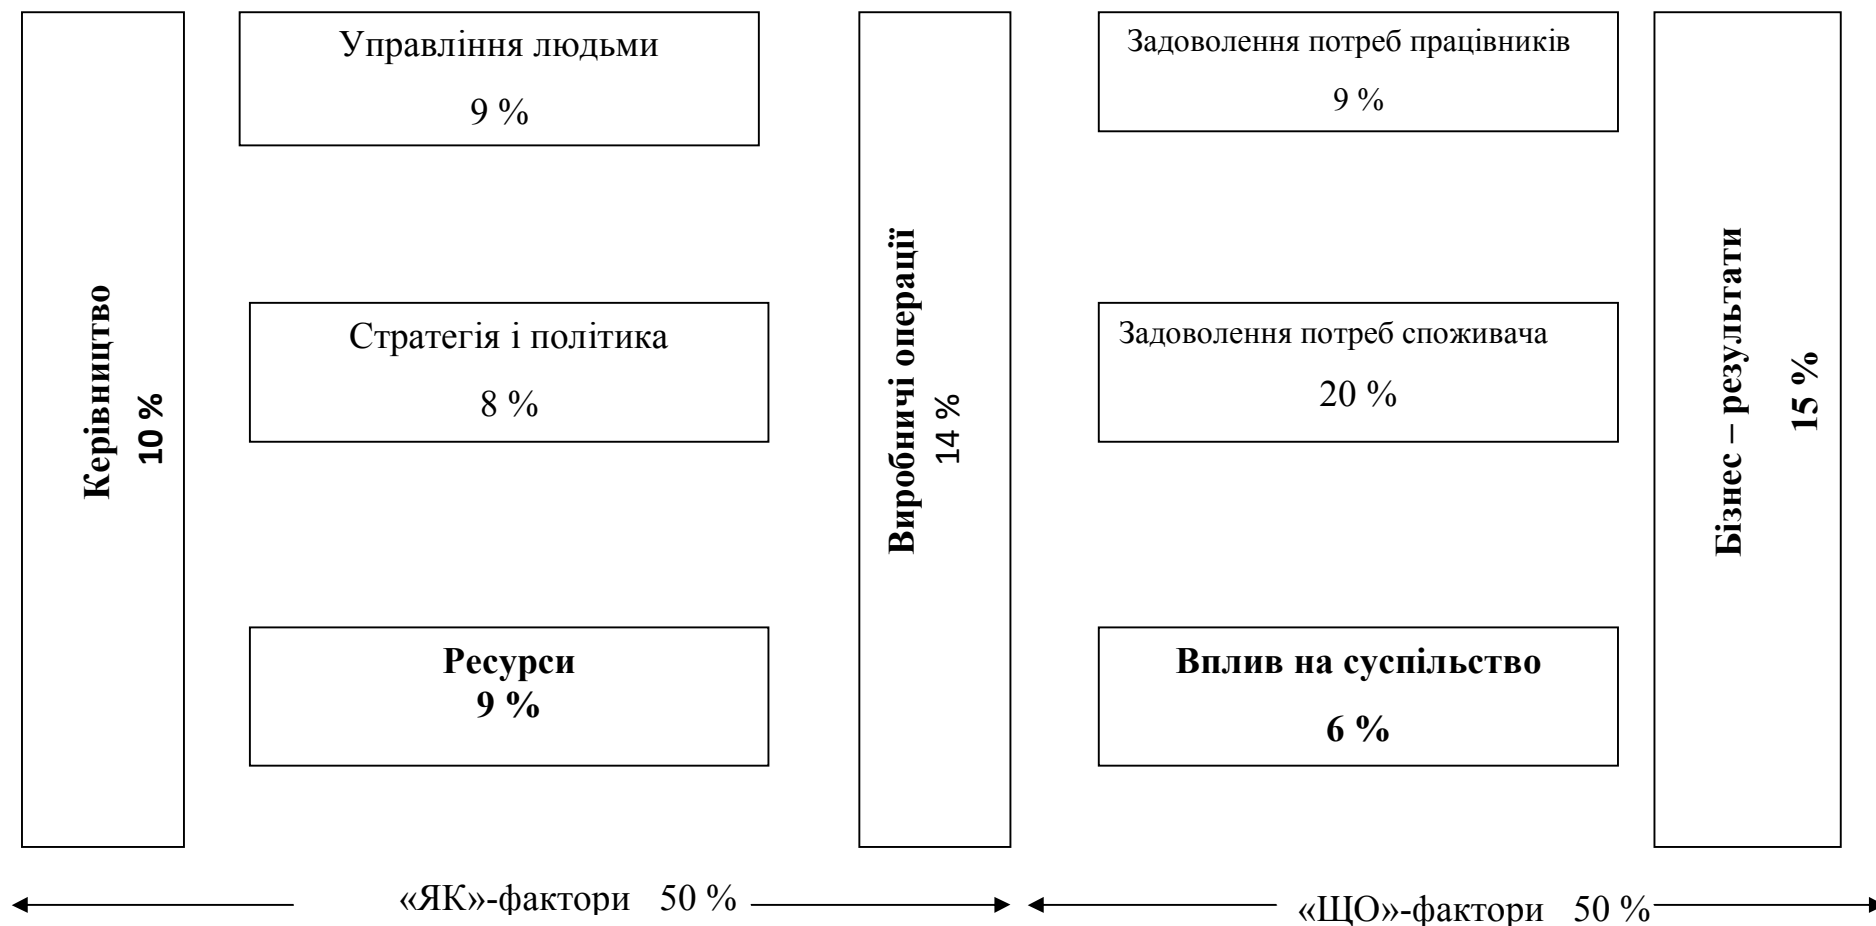 Керівництво
10 %
Управління людьми
9 %
Стратегія і політика
8 %
Ресурси
9 %
Виробничі операції
14 %
Задоволення потреб працівників
9 %
Задоволення потреб споживача
20 %
Вплив на суспільство
6 %
Бізнес – результати
15 %
«ЯК»-фактори 50 %
«ЩО»-фактори 50 %